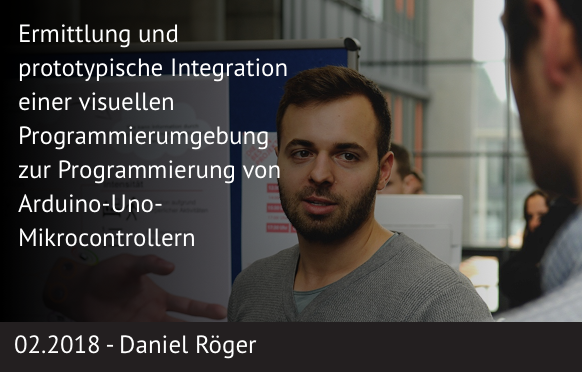 Ermittlung und
prototypische Integration
einer visuellen
Programmierumgebung
zur Programmierung von
Arduino-Uno-
Mikrocontrollern
02.2018 - Daniel Röger